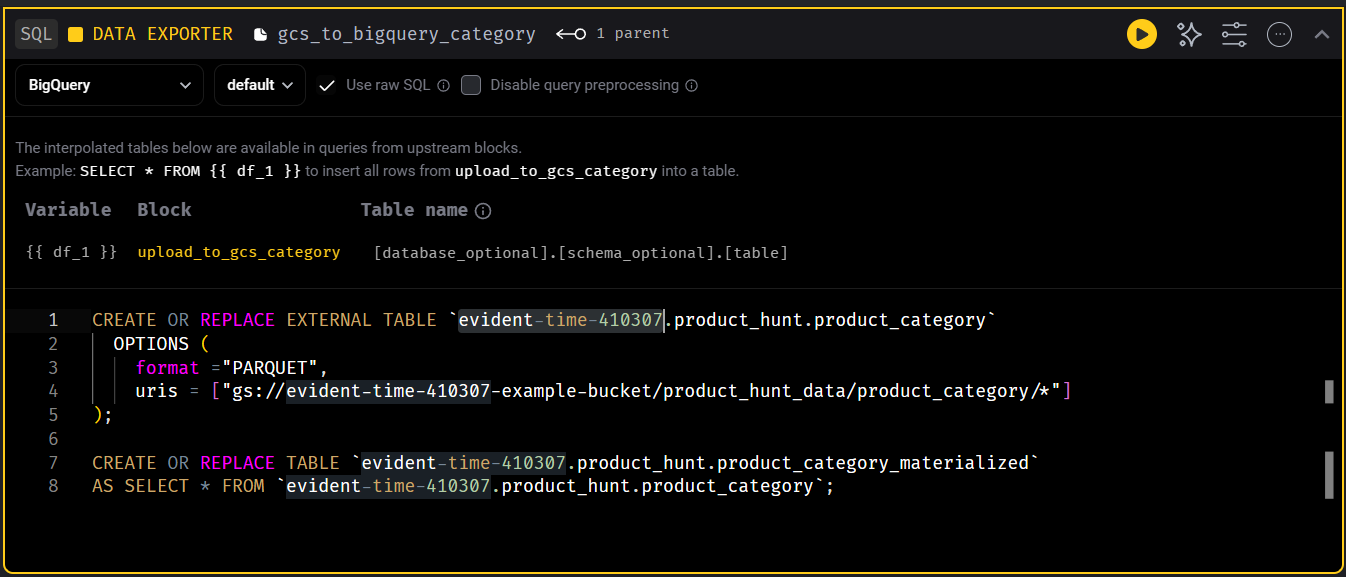 SQL DATA EXPORTER gcs_to_bigquery_category 1 parent
BigQuery default Use raw SQL Disable query preprocessing
The interpolated tables below are available in queries from upstream blocks.
Example: SELECT * FROM {{ df_1 }} to insert all rows from upload_to_gcs_category into a table.
Variable Block Table name
{{ df_1 }} upload_to_gcs_category [database_optional].[schema_optional].[table]
1 CREATE OR REPLACE EXTERNAL TABLE `evident-time-410307.product_hunt.product_category`
2 OPTIONS (
3 format ="PARQUET",
4 uris = ["gs://evident-time-410307-example-bucket/product_hunt_data/product_category/*"]
5 );
6
7 CREATE OR REPLACE TABLE `evident-time-410307.product_hunt.product_category_materialized`
8 AS SELECT * FROM `evident-time-410307.product_hunt.product_category`;